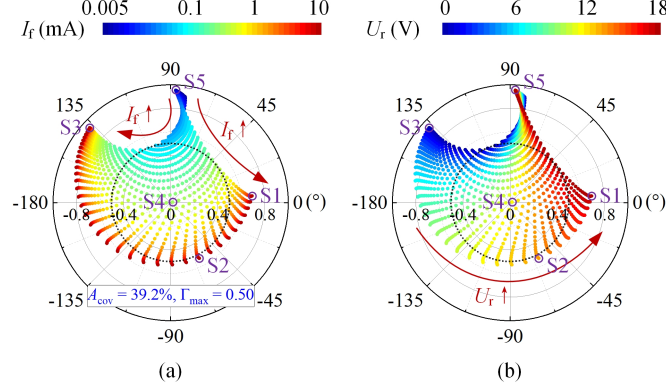 I_f (mA) 0.005 0.1 1 10
U_r (V) 0 6 12 18
90
S5
135
45
I_f ↑
I_f ↑
S3
S4
S1
-180
-0.8 -0.4 0 0.4 0.8
0 (°)
S2
A_cov = 39.2%, Γ_max = 0.50
-135
-45
-90
(a)
90
S5
135
45
S3
S4
S1
-180
-0.8 -0.4 0 0.4 0.8
0 (°)
S2
U_r ↑
-135
-45
-90
(b)